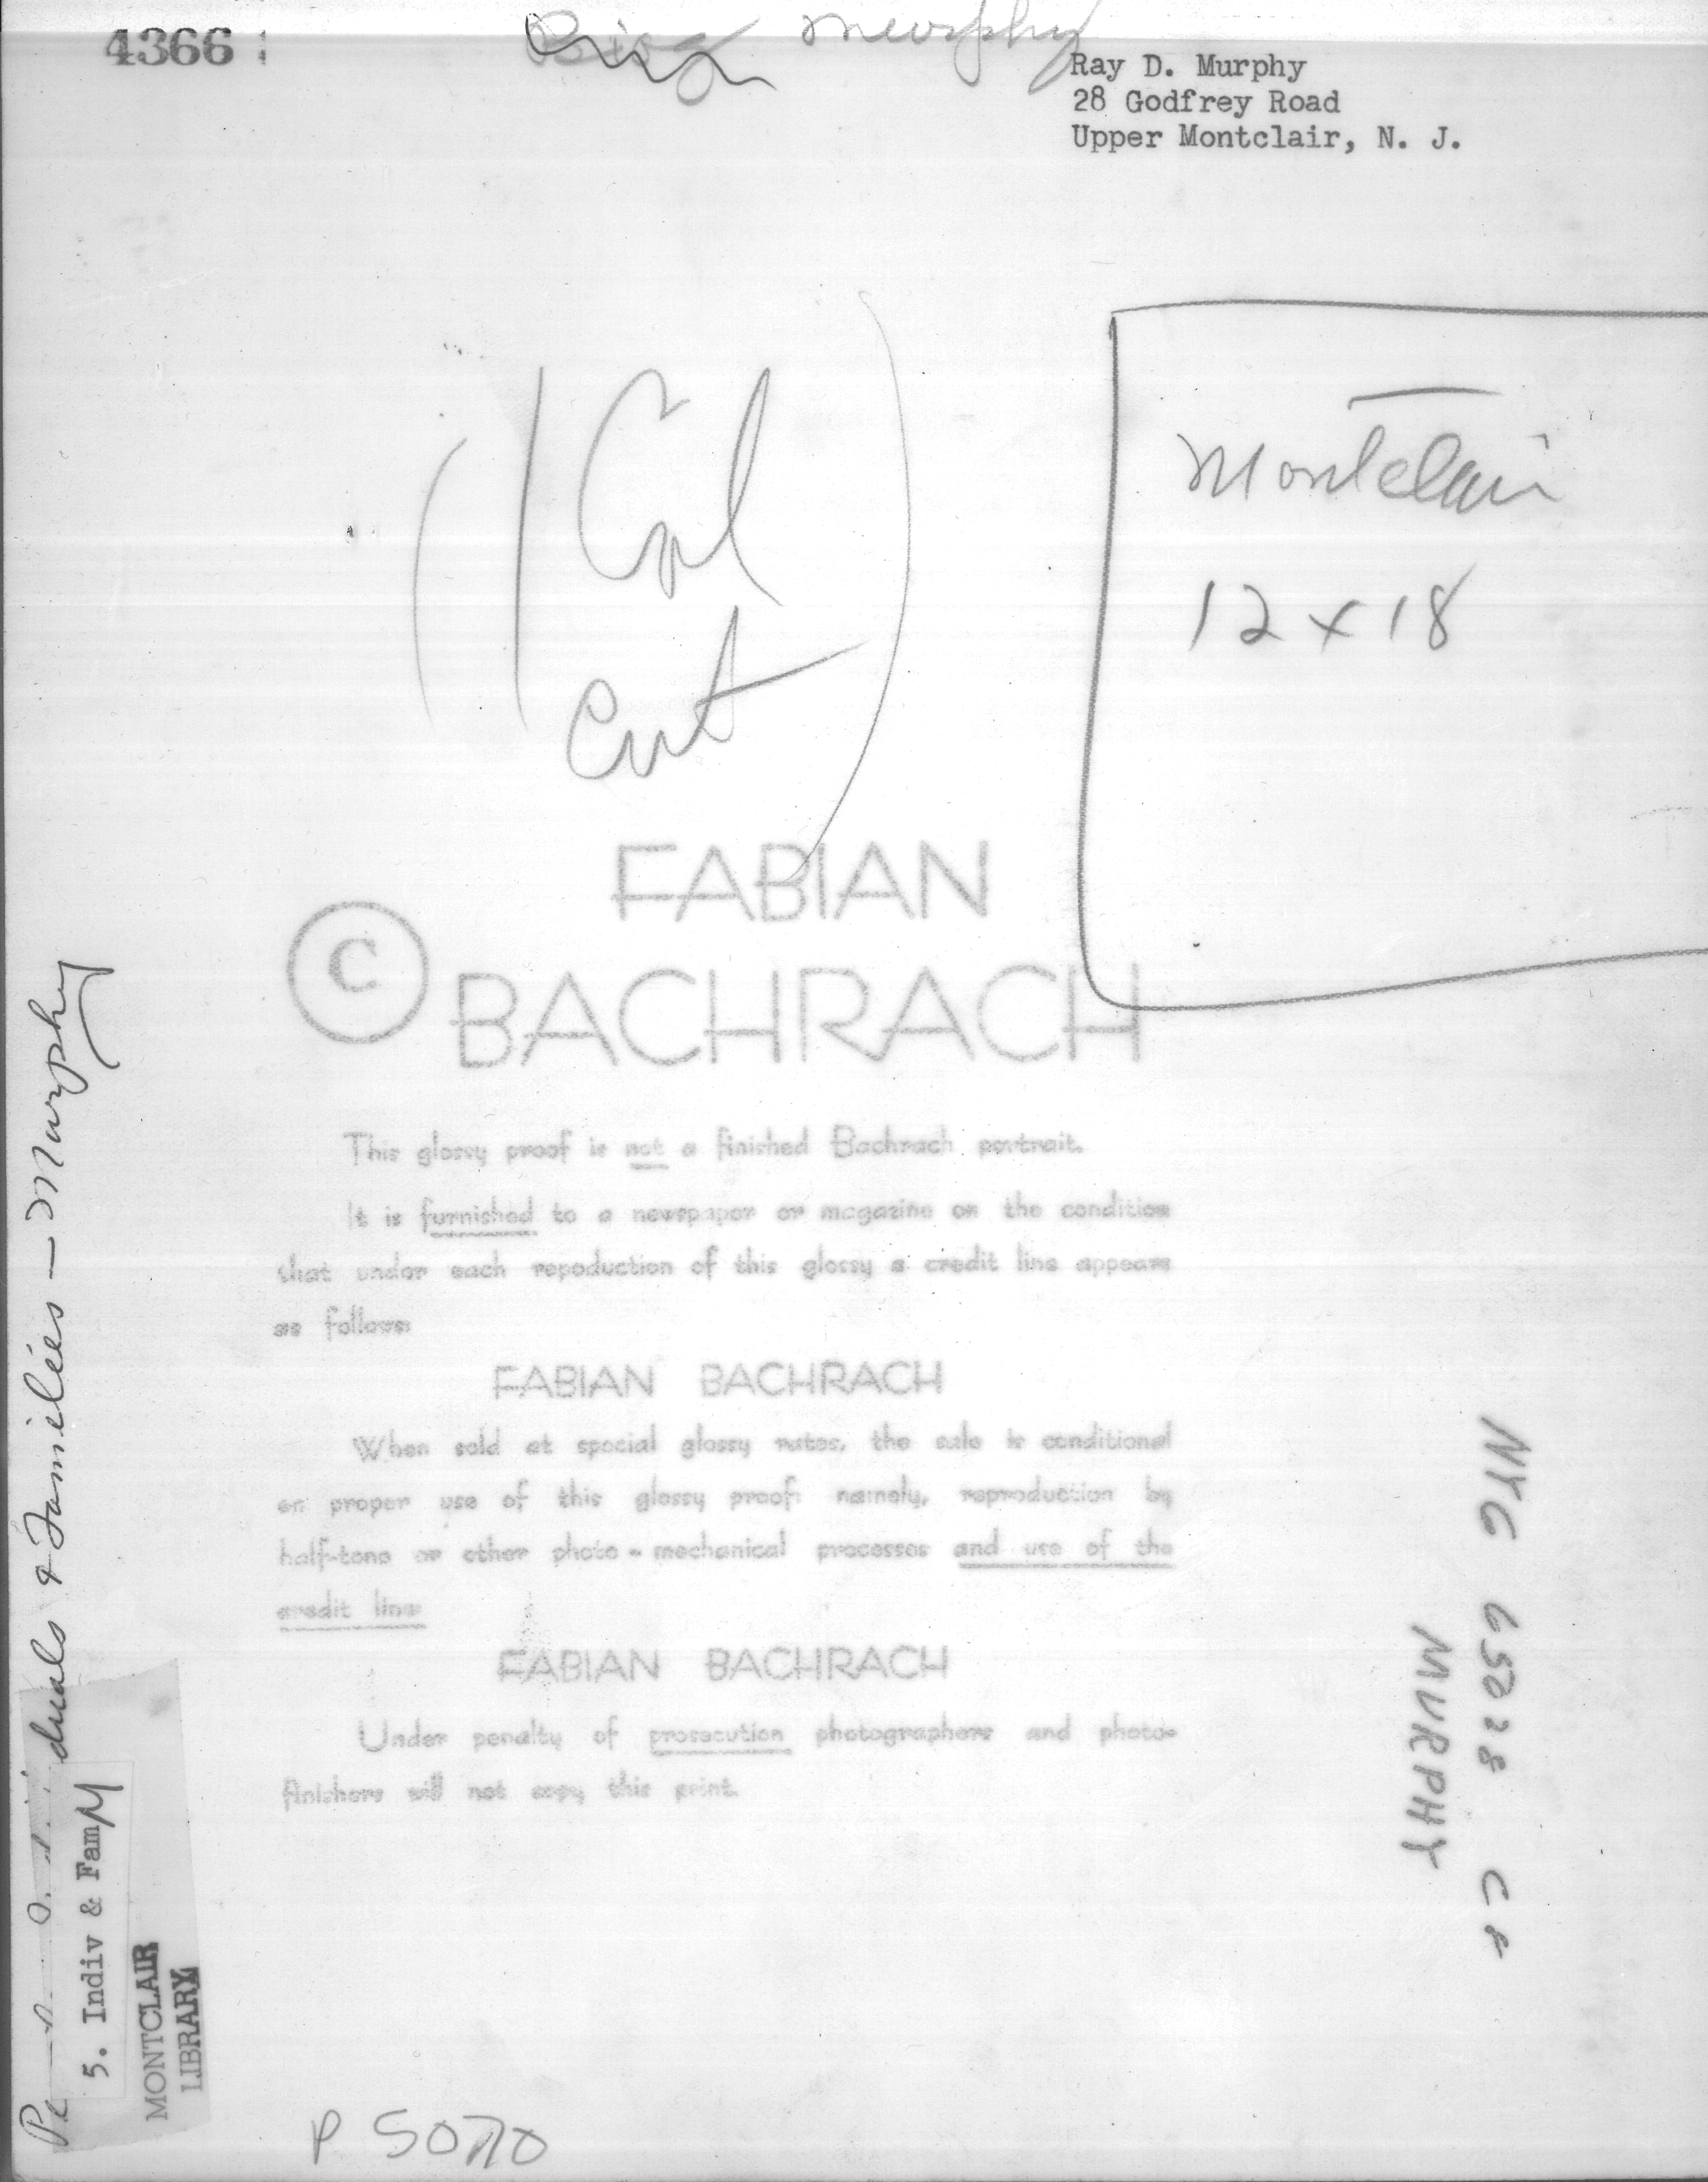 4366
Murphy
Ray D. Murphy
28 Godfrey Road
Upper Montclair, N. J.
(1 Col
Cut)
Montclair
12 x 18
FABIAN
© BACHRACH
This glossy proof is not a finished Bachrach portrait.
It is furnished to a newspaper or magazine on the condition
that under each repoduction of this glossy a credit line appears
as follows:
FABIAN BACHRACH
When sold at special glossy rates, the sale is conditional
on proper use of this glossy proof: namely, reproduction by
half-tone or other photo-mechanical processes and use of the
credit line:
FABIAN BACHRACH
Under penalty of prosecution photographers and photo-
finishers will not copy this print.
NYC 65218 CP
MURPHY
duals & Families - Murphy
5. Indiv & Fam M
MONTCLAIR
LIBRARY
P 5070